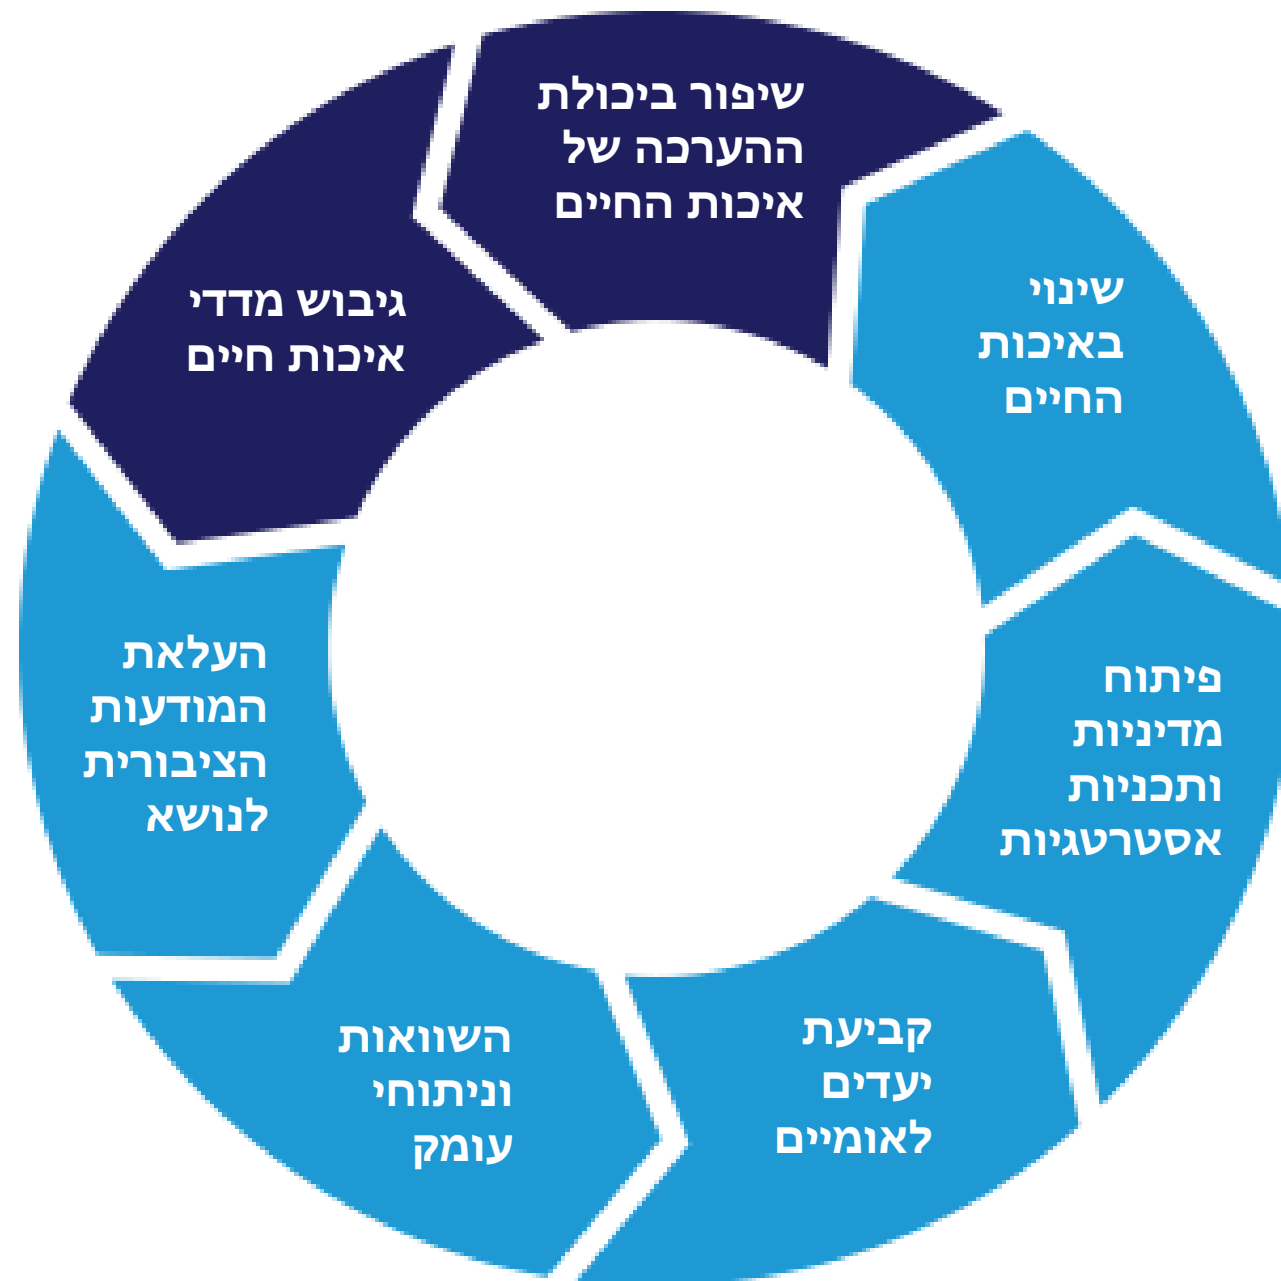 שיפור ביכולת
ההערכה של
איכות החיים
שינוי
באיכות
החיים
פיתוח
מדיניות
ותכניות
אסטרטגיות
קביעת
יעדים
לאומיים
השוואות
וניתוחי
עומק
העלאת
המודעות
הציבורית
לנושא
גיבוש מדדי
איכות חיים